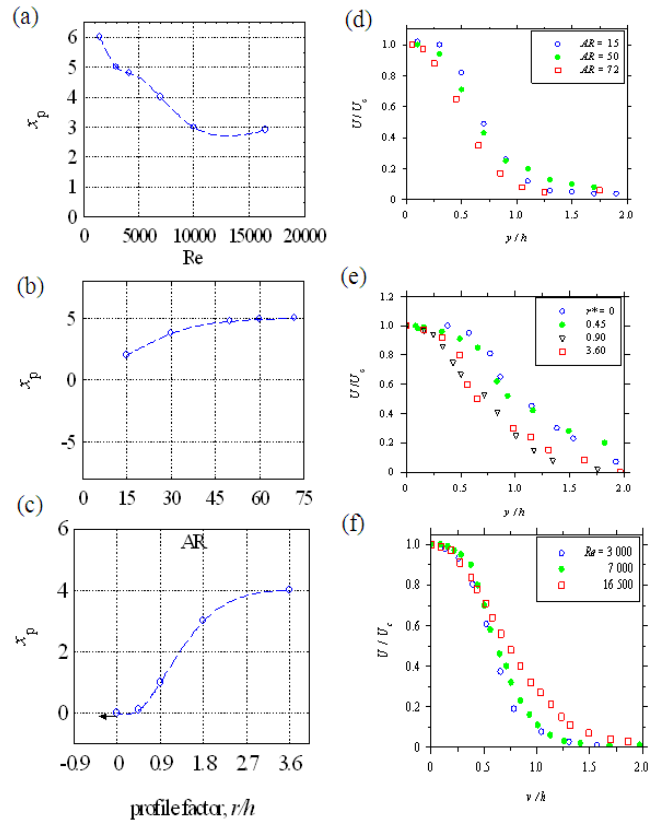 (a)
6
5
4
3
2
1
0
x_p
0 5000 10000 15000 20000
Re
(b)
5
0
-5
x_p
0 15 30 45 60 75
(c)
AR
6
4
2
0
x_p
-0.9 0 0.9 1.8 2.7 3.6
profile factor, r/h
(d)
AR = 15
AR = 50
AR = 72
1.0
0.8
0.6
0.4
0.2
0
U/U_c
0 0.5 1.0 1.5 2.0
y/h
(e)
r* = 0
0.45
0.90
3.60
1.2
1.0
0.8
0.6
0.4
0.2
0
U/U_c
0 0.5 1.0 1.5 2.0
y/h
(f)
Re = 3 000
7 000
16 500
1.0
0.8
0.6
0.4
0.2
0
U / U_c
0 0.5 1.0 1.5 2.0
y/h